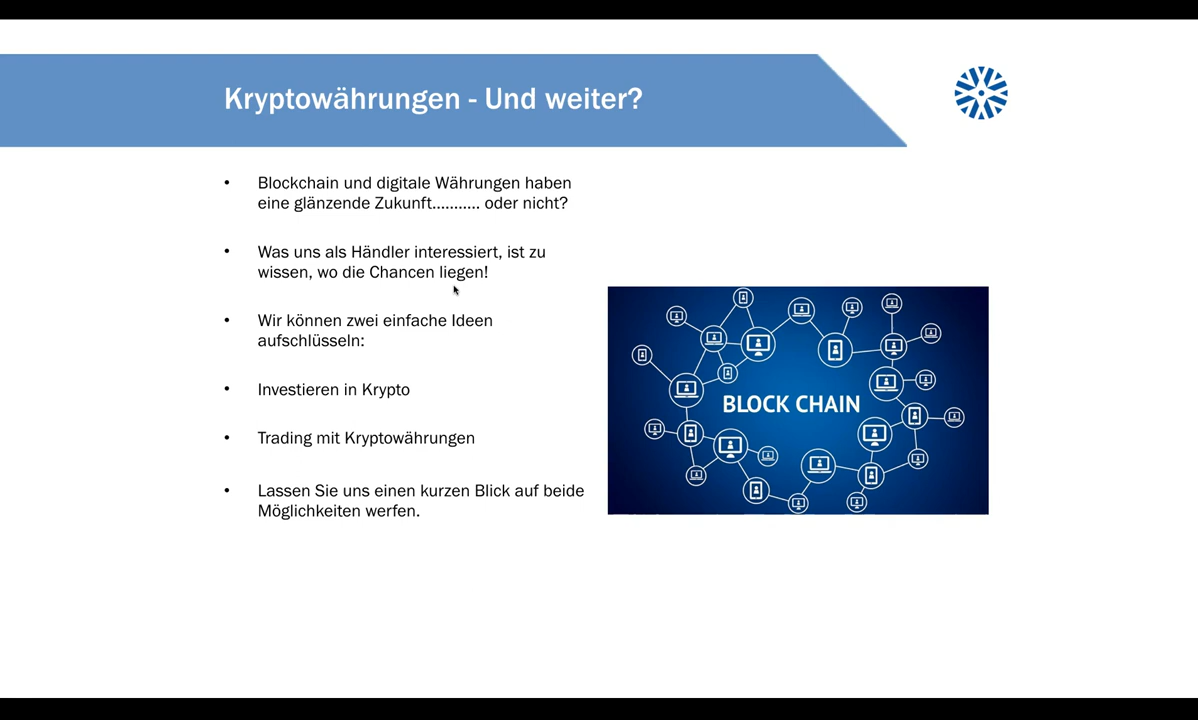 Kryptowährungen - Und weiter?
• Blockchain und digitale Währungen haben
eine glänzende Zukunft........... oder nicht?
• Was uns als Händler interessiert, ist zu
wissen, wo die Chancen liegen!
• Wir können zwei einfache Ideen
aufschlüsseln:
• Investieren in Krypto
• Trading mit Kryptowährungen
• Lassen Sie uns einen kurzen Blick auf beide
Möglichkeiten werfen.
BLOCK CHAIN